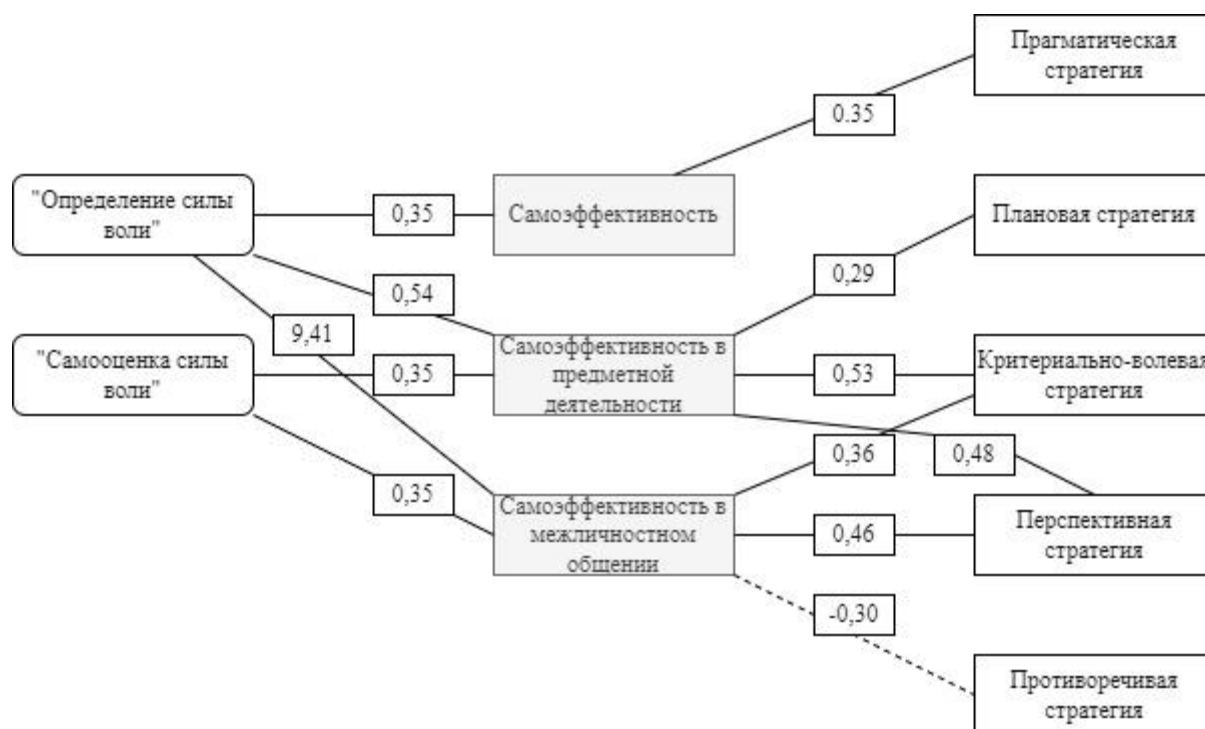 Прагматическая
стратегия
0.35
"Определение силы
воли"
0,35
Самоэффективность
Плановая стратегия
0,29
0,54
9,41
"Самооценка силы
воли"
0,35
Самоэффективность в
предметной
деятельности
0,53
Критериально-волевая
стратегия
0,36
0,48
0,35
Самоэффективность в
межличностном
общении
0,46
Перспективная
стратегия
-0,30
Противоречивая
стратегия